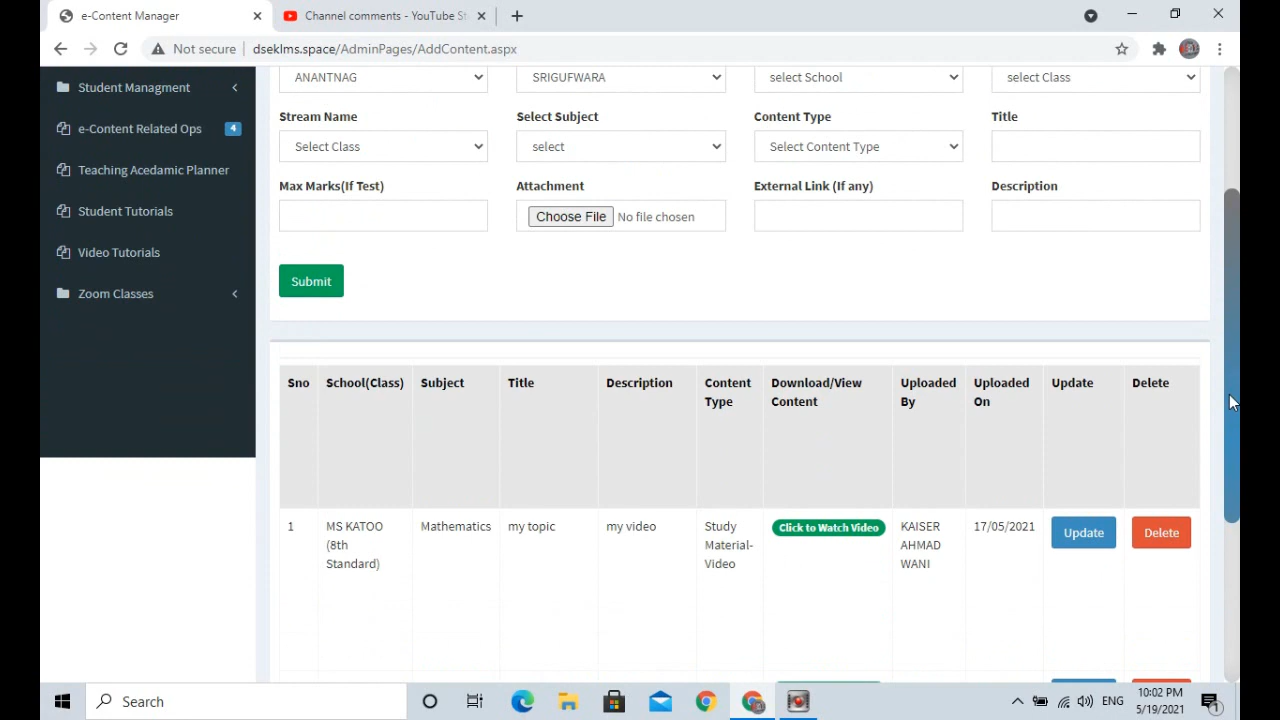 e-Content Manager
Channel comments - YouTube St
Not secure
dseklms.space/AdminPages/AddContent.aspx
Student Managment
e-Content Related Ops 4
Teaching Acedamic Planner
Student Tutorials
Video Tutorials
Zoom Classes
ANANTNAG SRIGUFWARA select School select Class
Stream Name Select Subject Content Type Title
Select Class select Select Content Type
Max Marks(If Test) Attachment External Link (If any) Description
Choose File No file chosen
Submit
Sno School(Class) Subject Title Description Content Download/View Uploaded Uploaded Update Delete
Type Content By On
1 MS KATOO Mathematics my topic my video Study Click to Watch Video KAISER 17/05/2021 Update Delete
(8th Material- AHMAD
Standard) Video WANI
Search
ENG
10:02 PM
5/19/2021
1